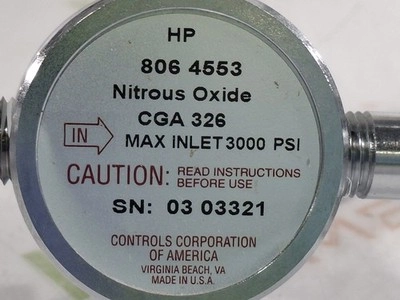 HP
806 4553
Nitrous Oxide
CGA 326
IN MAX INLET 3000 PSI
CAUTION: READ INSTRUCTIONS
BEFORE USE
SN: 03 03321
CONTROLS CORPORATION
OF AMERICA
VIRGINIA BEACH, VA
MADE IN U.S.A.